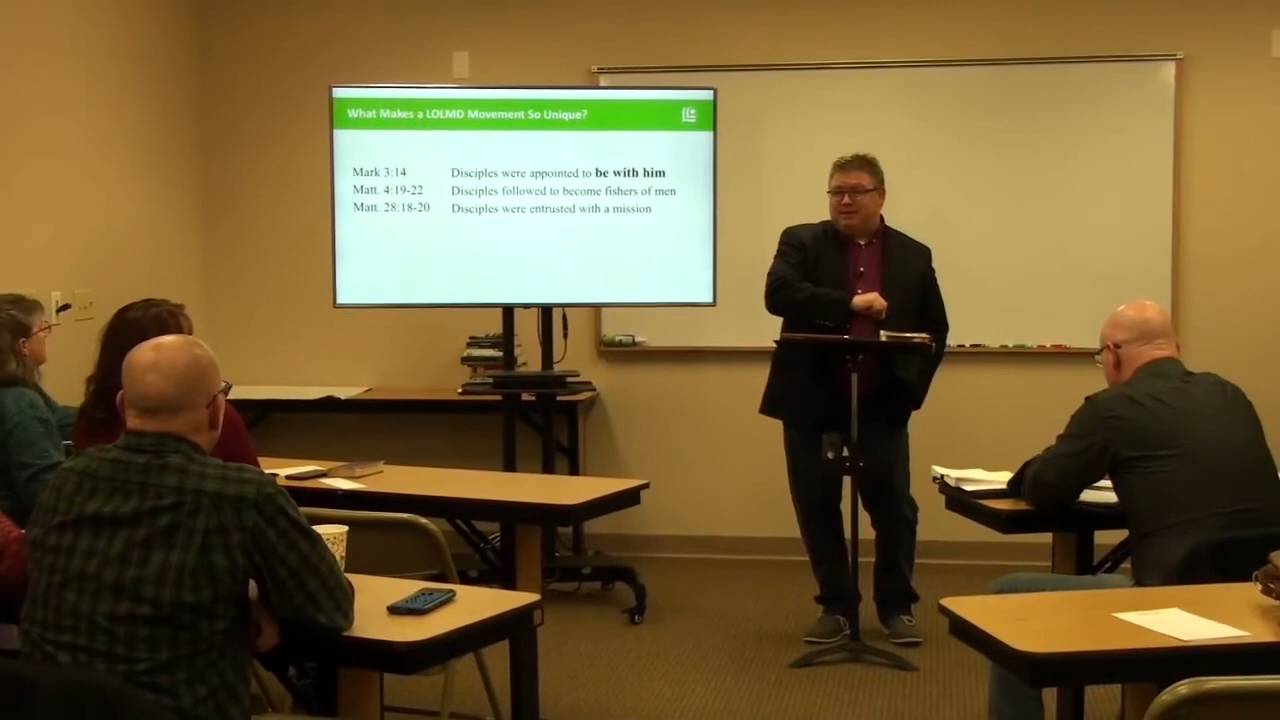 What Makes a LOLMD Movement So Unique?
Mark 3:14 Disciples were appointed to be with him
Matt. 4:19-22 Disciples followed to become fishers of men
Matt. 28:18-20 Disciples were entrusted with a mission